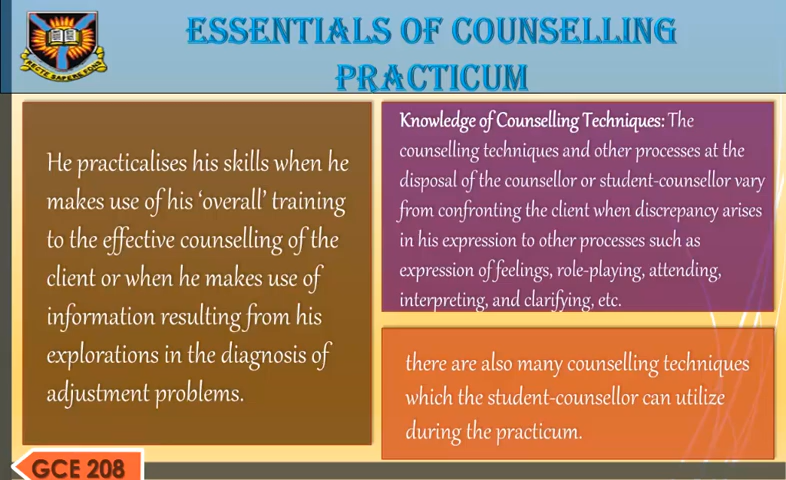 ESSENTIALS OF COUNSELLING
PRACTICUM
RECTE SAPERE FONS
He practicalises his skills when he
makes use of his ‘overall’ training
to the effective counselling of the
client or when he makes use of
information resulting from his
explorations in the diagnosis of
adjustment problems.
Knowledge of Counselling Techniques: The
counselling techniques and other processes at the
disposal of the counsellor or student-counsellor vary
from confronting the client when discrepancy arises
in his expression to other processes such as
expression of feelings, role-playing, attending,
interpreting, and clarifying, etc.
there are also many counselling techniques
which the student-counsellor can utilize
during the practicum.
GCE 208